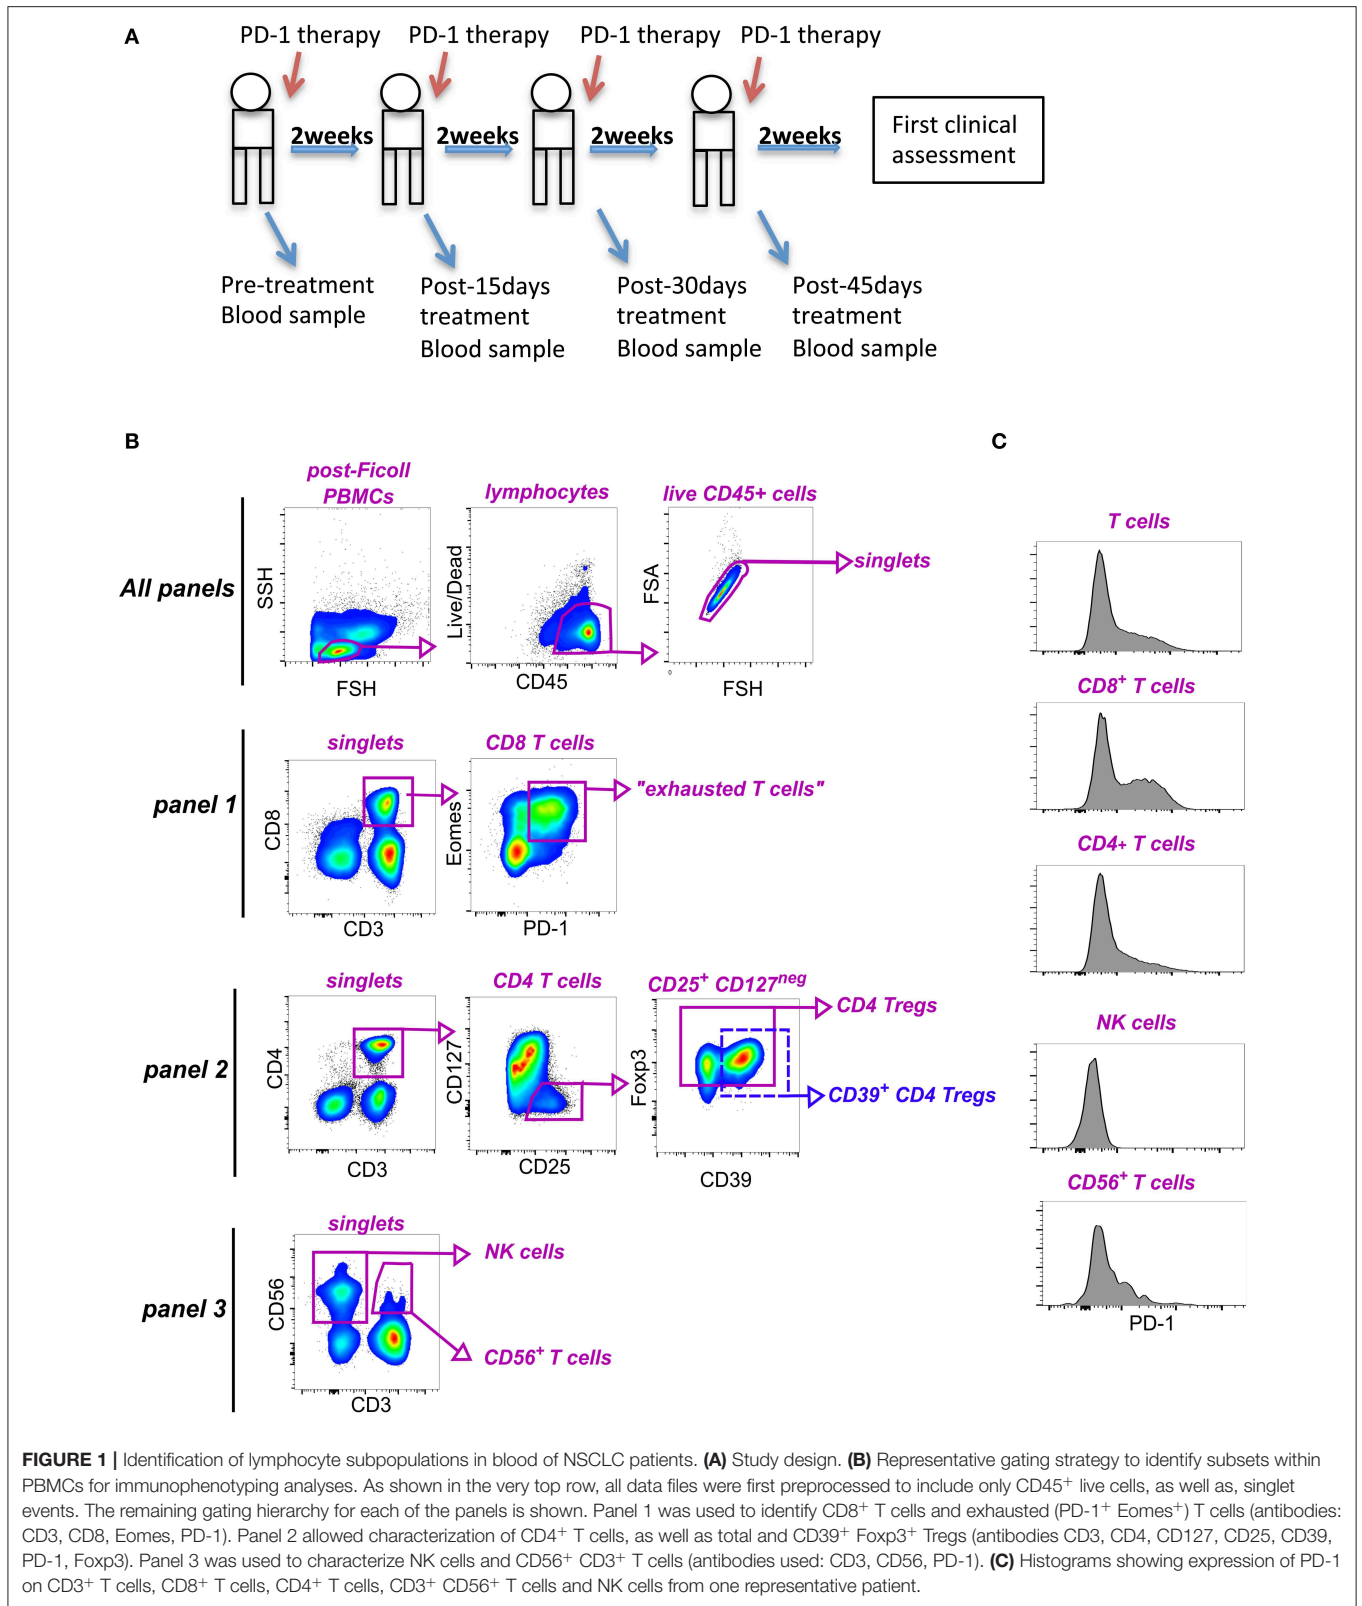 A
PD-1 therapy PD-1 therapy PD-1 therapy PD-1 therapy
2weeks 2weeks 2weeks 2weeks
First clinical
assessment
Pre-treatment
Blood sample
Post-15days
treatment
Blood sample
Post-30days
treatment
Blood sample
Post-45days
treatment
Blood sample
B
All panels
post-Ficoll
PBMCs
SSH
FSH
lymphocytes
Live/Dead
CD45
live CD45+ cells
FSA
0
FSH
singlets
panel 1
singlets
CD8
CD3
CD8 T cells
Eomes
PD-1
"exhausted T cells"
panel 2
singlets
CD4
CD3
CD4 T cells
CD127
CD25
CD25+ CD127neg
Foxp3
CD39
CD4 Tregs
CD39+ CD4 Tregs
panel 3
singlets
CD56
CD3
NK cells
CD56+ T cells
C
T cells
CD8+ T cells
CD4+ T cells
NK cells
CD56+ T cells
PD-1
FIGURE 1 | Identification of lymphocyte subpopulations in blood of NSCLC patients. (A) Study design. (B) Representative gating strategy to identify subsets within
PBMCs for immunophenotyping analyses. As shown in the very top row, all data files were first preprocessed to include only CD45+ live cells, as well as, singlet
events. The remaining gating hierarchy for each of the panels is shown. Panel 1 was used to identify CD8+ T cells and exhausted (PD-1+ Eomes+) T cells (antibodies:
CD3, CD8, Eomes, PD-1). Panel 2 allowed characterization of CD4+ T cells, as well as total and CD39+ Foxp3+ Tregs (antibodies CD3, CD4, CD127, CD25, CD39,
PD-1, Foxp3). Panel 3 was used to characterize NK cells and CD56+ CD3+ T cells (antibodies used: CD3, CD56, PD-1). (C) Histograms showing expression of PD-1
on CD3+ T cells, CD8+ T cells, CD4+ T cells, CD3+ CD56+ T cells and NK cells from one representative patient.